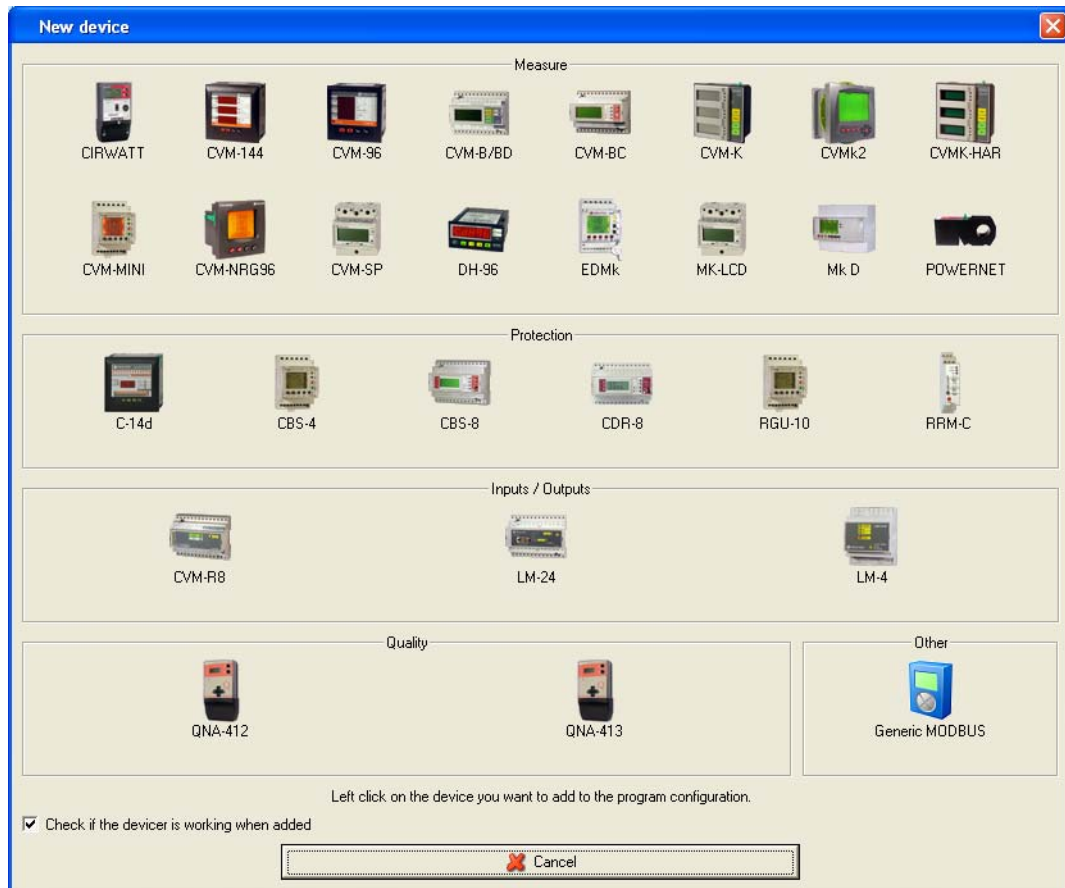 New device
Measure
CIRWATT CVM-144 CVM-96 CVM-B/BD CVM-BC CVM-K CVMk2 CVMK-HAR
CVM-MINI CVM-NRG96 CVM-SP DH-96 EDMk MK-LCD Mk D POWERNET
Protection
C-14d CBS-4 CBS-8 CDR-8 RGU-10 RRM-C
Inputs / Outputs
CVM-R8 LM-24 LM-4
Quality Other
QNA-412 QNA-413 Generic MODBUS
Left click on the device you want to add to the program configuration.
Check if the devicer is working when added
Cancel